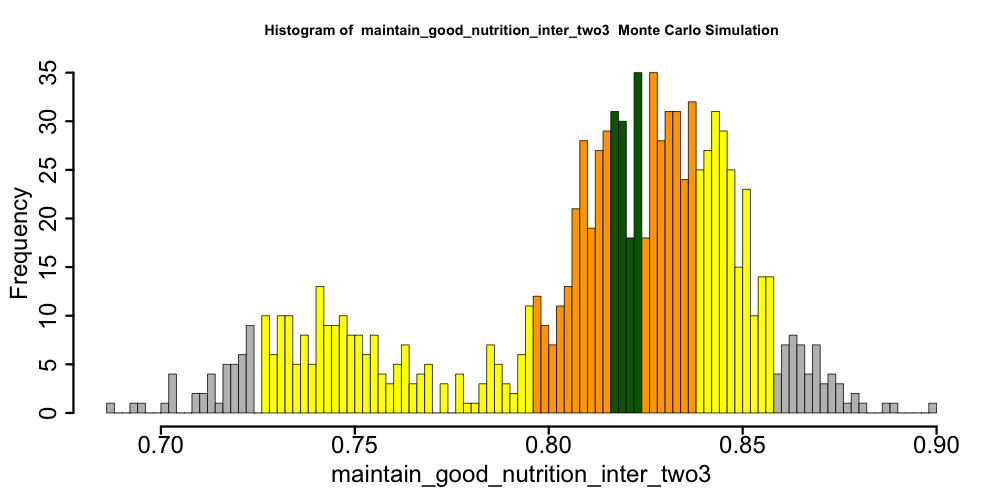 Histogram of  maintain_good_nutrition_inter_two3  Monte Carlo Simulation
Frequency
35
30
25
20
15
10
5
0
0.70 0.75 0.80 0.85 0.90
maintain_good_nutrition_inter_two3